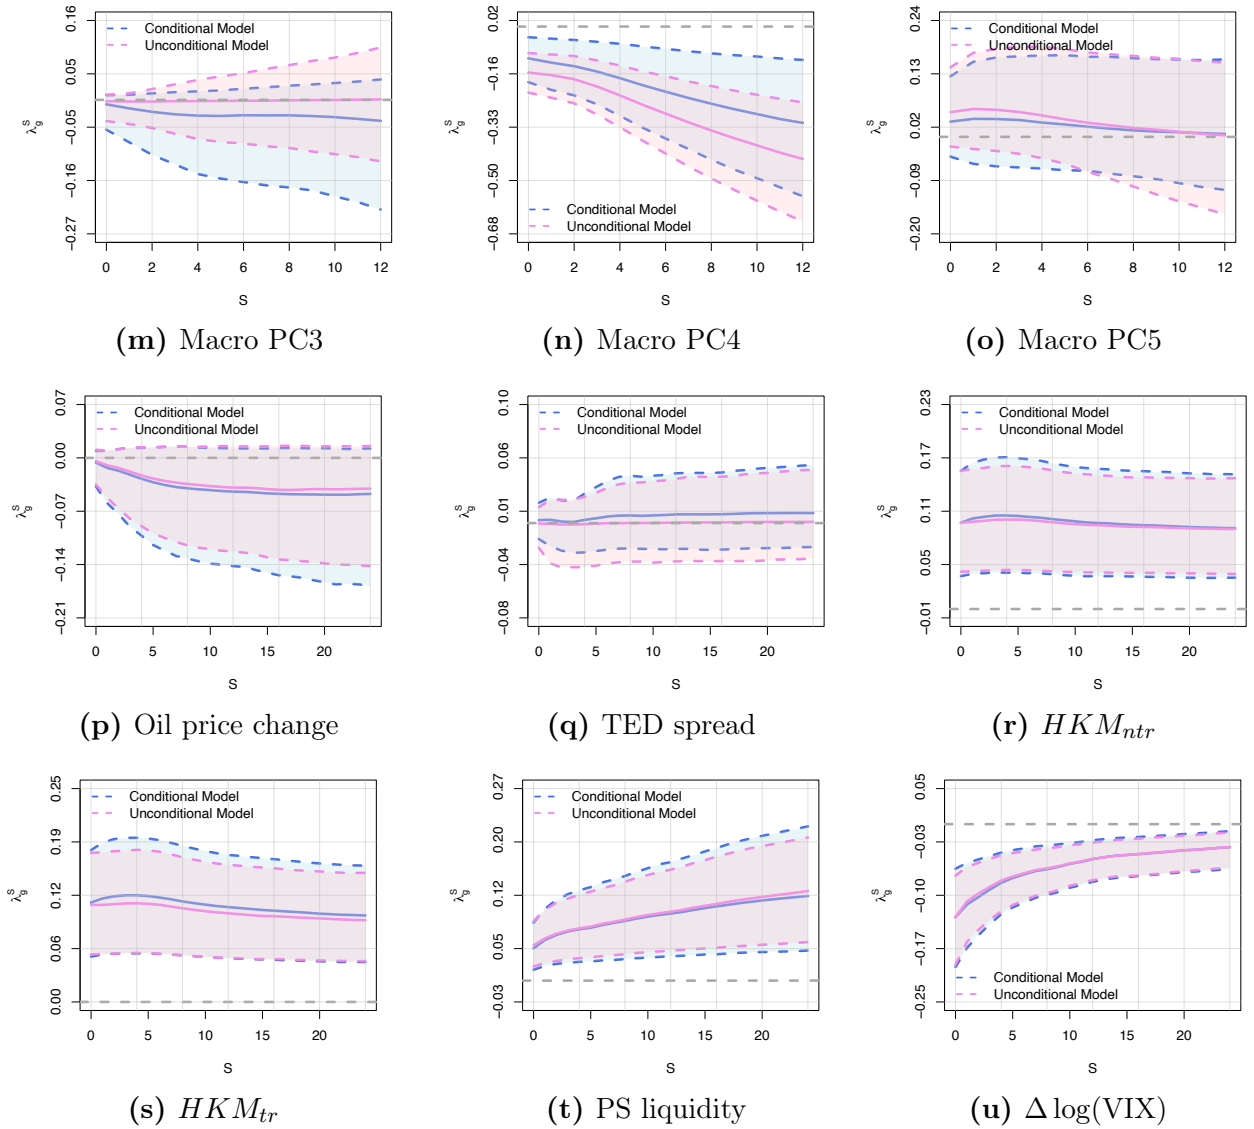 0.16
0.05
−0.05
−0.16
−0.27
λ_g^S
Conditional Model
Unconditional Model
0 2 4 6 8 10 12
S
(m) Macro PC3
0.02
−0.16
−0.33
−0.50
−0.68
λ_g^S
Conditional Model
Unconditional Model
0 2 4 6 8 10 12
S
(n) Macro PC4
0.24
0.13
0.02
−0.09
−0.20
λ_g^S
Conditional Model
Unconditional Model
0 2 4 6 8 10 12
S
(o) Macro PC5
0.07
0.00
−0.07
−0.14
−0.21
λ_g^S
Conditional Model
Unconditional Model
0 5 10 15 20
S
(p) Oil price change
0.10
0.06
0.01
−0.04
−0.08
λ_g^S
Conditional Model
Unconditional Model
0 5 10 15 20
S
(q) TED spread
0.23
0.17
0.11
0.05
−0.01
λ_g^S
Conditional Model
Unconditional Model
0 5 10 15 20
S
(r) HKM_ntr
0.25
0.19
0.12
0.06
0.00
λ_g^S
Conditional Model
Unconditional Model
0 5 10 15 20
S
(s) HKM_tr
0.27
0.20
0.12
0.05
−0.03
λ_g^S
Conditional Model
Unconditional Model
0 5 10 15 20
S
(t) PS liquidity
0.05
−0.03
−0.10
−0.17
−0.25
λ_g^S
Conditional Model
Unconditional Model
0 5 10 15 20
S
(u) Δ log(VIX)